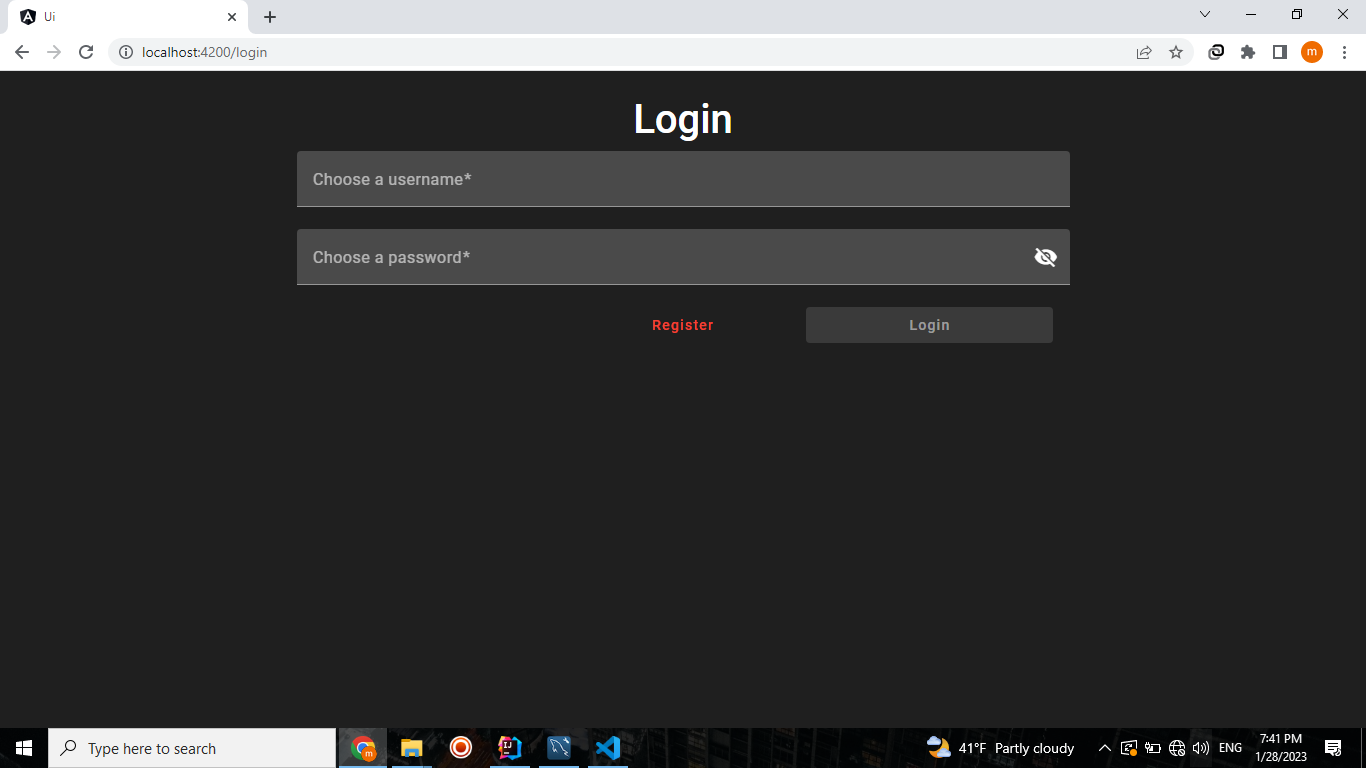 Ui
localhost:4200/login
m
Login
Choose a username*
Choose a password*
Register
Login
Type here to search
m
IJ
41°F Partly cloudy
ENG
7:41 PM
1/28/2023